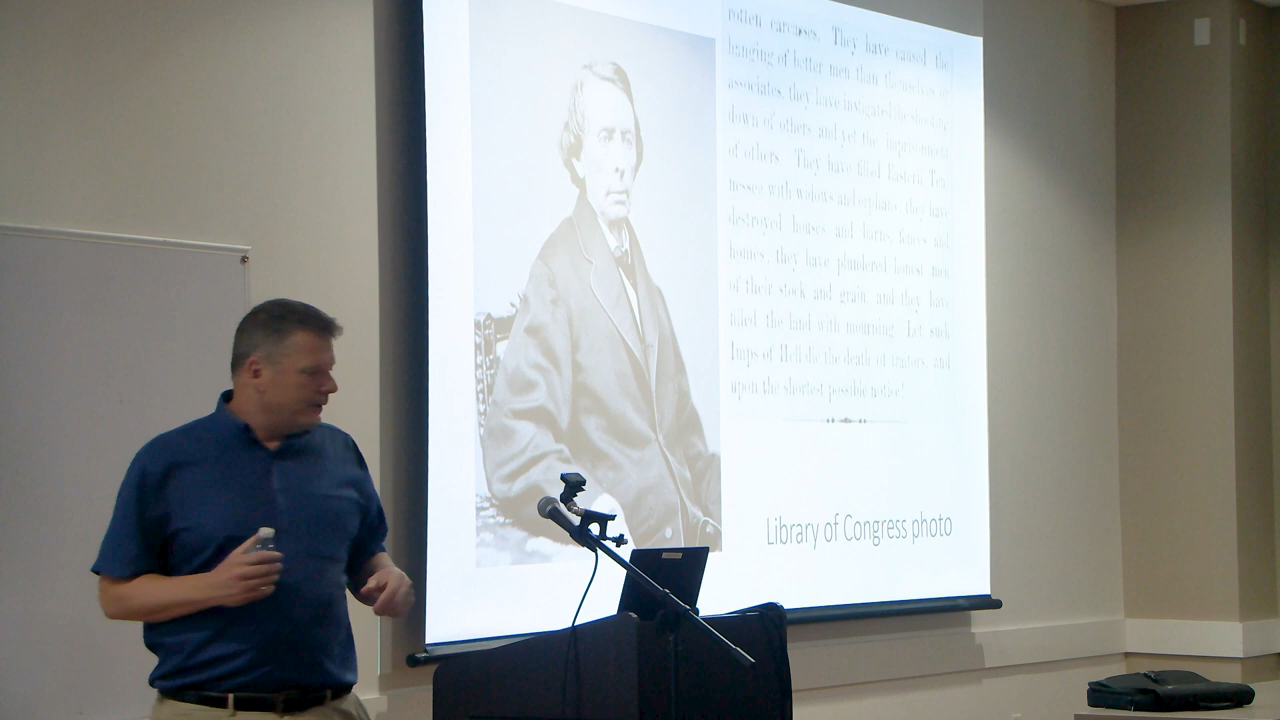 rotten carcasses. They have caused the
hanging of better men than themselves or
associates, they have instigated the shooting
down of others, and yet the imprisonment
of others. They have filled Eastern Ten-
nessee with widows and orphans, they have
destroyed houses and barns, fences and
homes, they have plundered honest men
of their stock and grain, and they have
filled the land with mourning. Let such
Imps of Hell die the death of traitors, and
upon the shortest possible notice!
Library of Congress photo